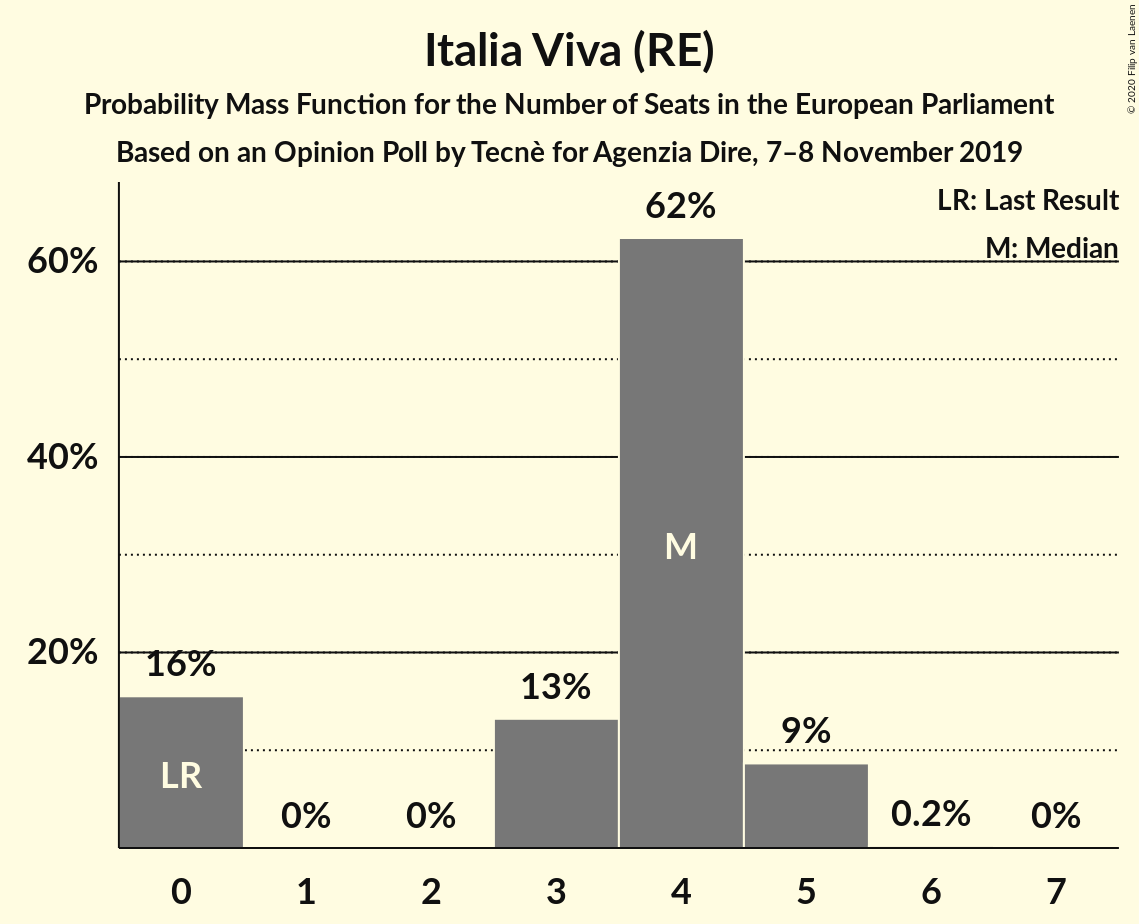 Italia Viva (RE)
Probability Mass Function for the Number of Seats in the European Parliament
Based on an Opinion Poll by Tecnè for Agenzia Dire, 7–8 November 2019
© 2020 Filip van Laenen
LR: Last Result
M: Median
60%
40%
20%
16%
0%
0%
13%
62%
9%
0.2%
0%
LR
M
0 1 2 3 4 5 6 7